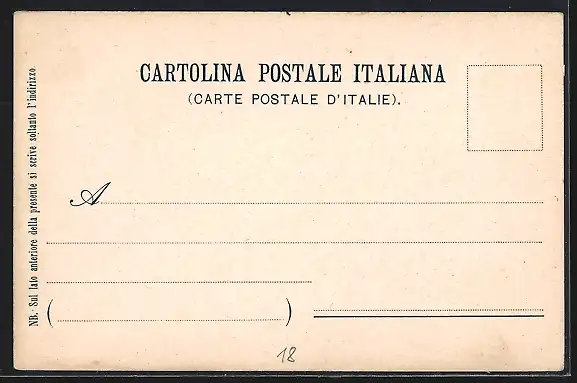 CARTOLINA POSTALE ITALIANA
(CARTE POSTALE D'ITALIE).
A
NB. Sul lato anteriore della presente si scrive soltanto l'indirizzo
18